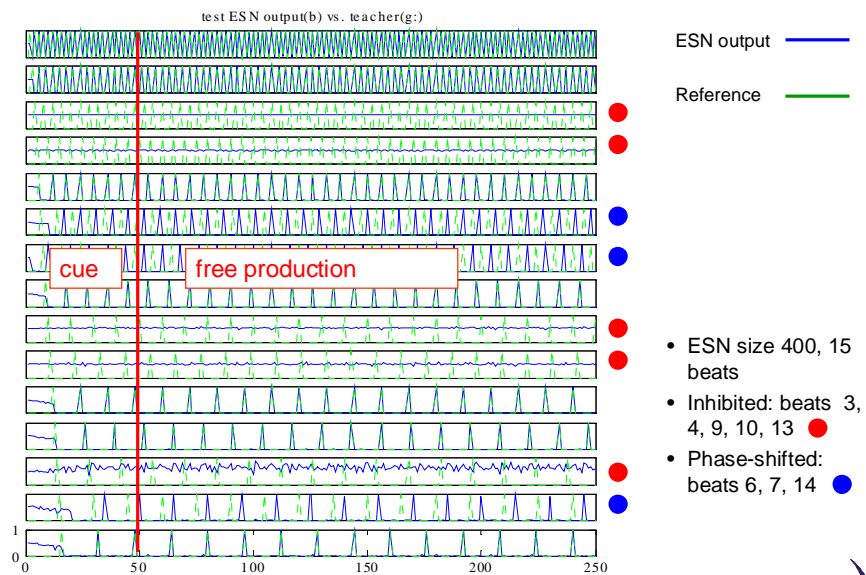 test ESN output(b) vs. teacher(g:)
ESN output
Reference
cue
free production
• ESN size 400, 15
beats
• Inhibited: beats 3,
4, 9, 10, 13
• Phase-shifted:
beats 6, 7, 14
1
0
0 50 100 150 200 250